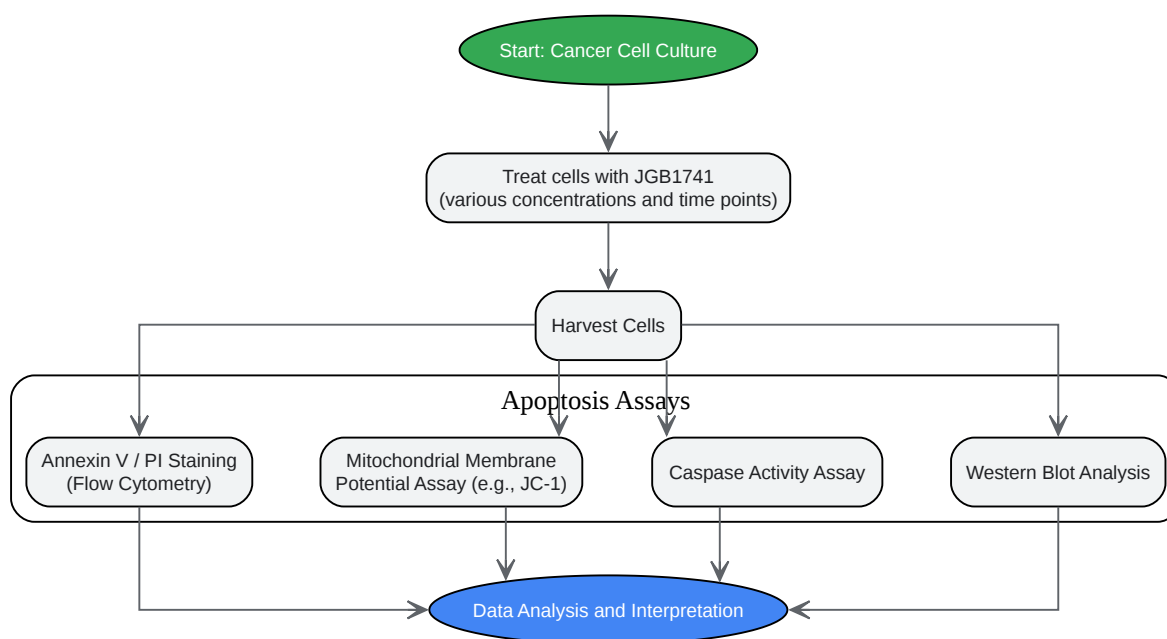 Start: Cancer Cell Culture
Treat cells with JGB1741
(various concentrations and time points)
Harvest Cells
Apoptosis Assays
Annexin V / PI Staining
(Flow Cytometry)
Mitochondrial Membrane
Potential Assay (e.g., JC-1)
Caspase Activity Assay
Western Blot Analysis
Data Analysis and Interpretation